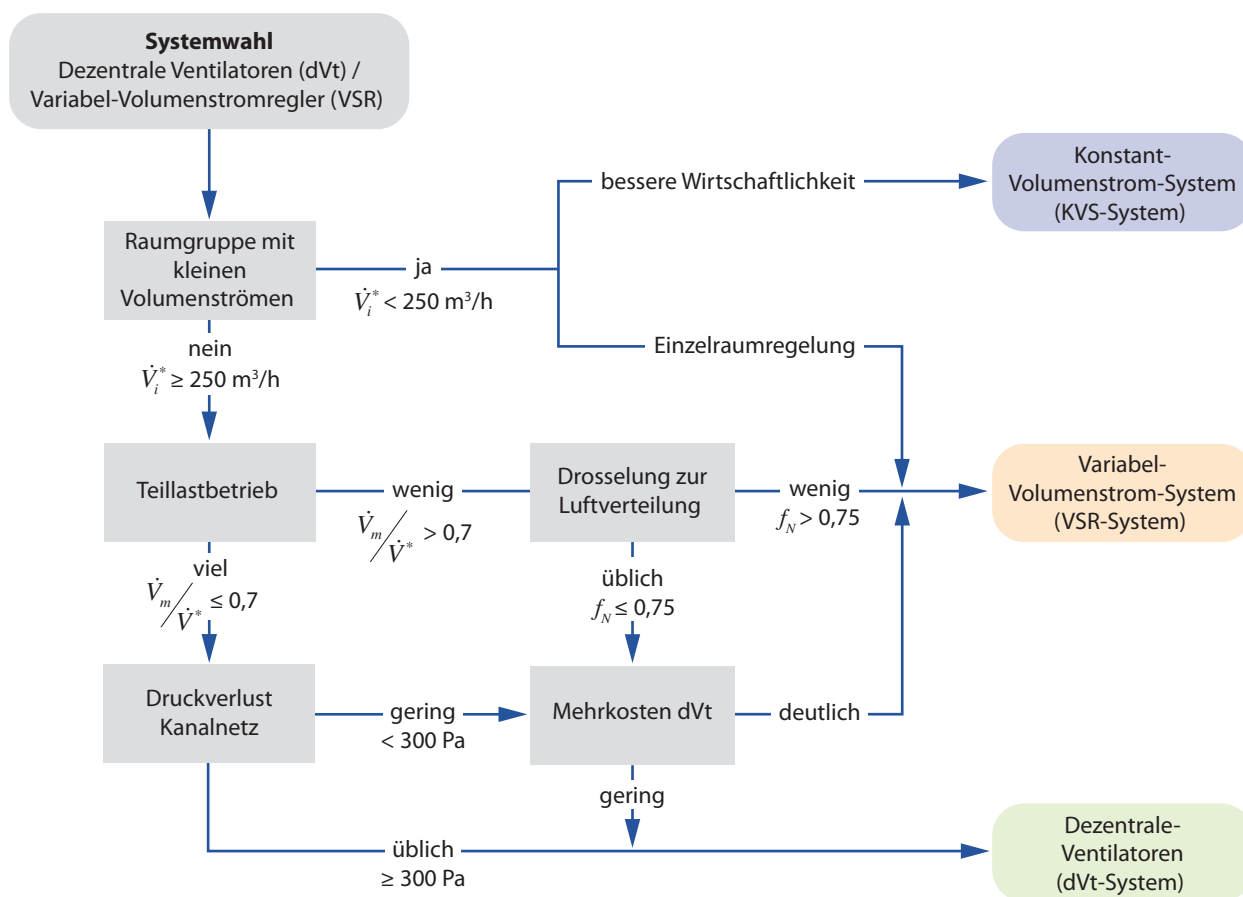 Systemwahl
Dezentrale Ventilatoren (dVt) /
Variabel-Volumenstromregler (VSR)
bessere Wirtschaftlichkeit
Konstant-
Volumenstrom-System
(KVS-System)
Raumgruppe mit
kleinen
Volumenströmen
ja
V̇ᵢ* < 250 m³/h
Einzelraumregelung
nein
V̇ᵢ* ≥ 250 m³/h
Teillastbetrieb
wenig
V̇ₘ/V̇* > 0,7
Drosselung zur
Luftverteilung
wenig
f_N > 0,75
Variabel-
Volumenstrom-System
(VSR-System)
viel
V̇ₘ/V̇* ≤ 0,7
üblich
f_N ≤ 0,75
Druckverlust
Kanalnetz
gering
< 300 Pa
Mehrkosten dVt
deutlich
gering
üblich
≥ 300 Pa
Dezentrale-
Ventilatoren
(dVt-System)